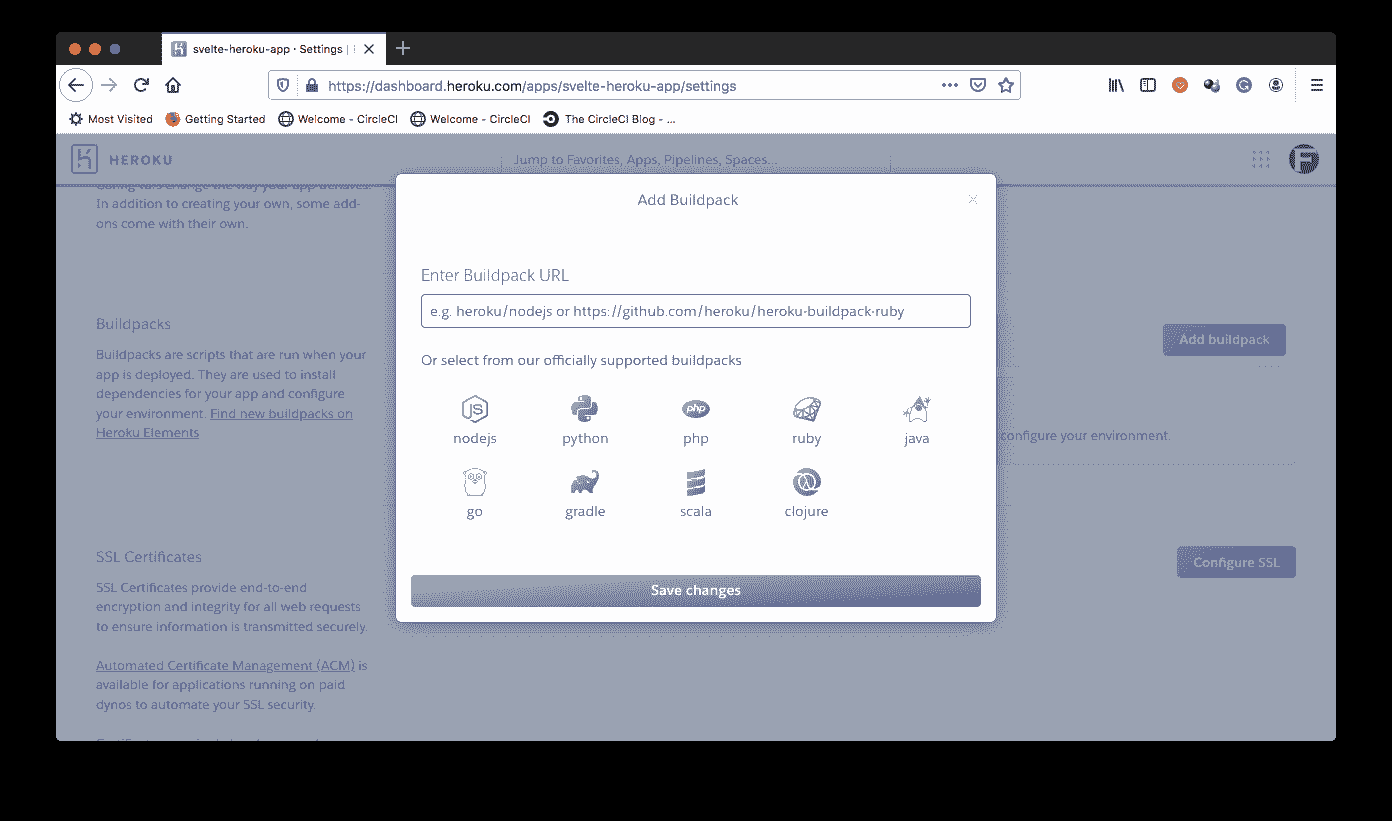 svelte-heroku-app · Settings |
https://dashboard.heroku.com/apps/svelte-heroku-app/settings
Most Visited
Getting Started
Welcome - CircleCI
Welcome - CircleCI
The CircleCI Blog - ...
HEROKU
Jump to Favorites, Apps, Pipelines, Spaces...
F
Config vars change the way your app behaves.
In addition to creating your own, some add-
ons come with their own.
Buildpacks
Buildpacks are scripts that are run when your
app is deployed. They are used to install
dependencies for your app and configure
your environment. Find new buildpacks on
Heroku Elements
Add buildpack
configure your environment.
SSL Certificates
SSL Certificates provide end-to-end
encryption and integrity for all web requests
to ensure information is transmitted securely.
Automated Certificate Management (ACM) is
available for applications running on paid
dynos to automate your SSL security.
Configure SSL
Add Buildpack
Enter Buildpack URL
e.g. heroku/nodejs or https://github.com/heroku/heroku-buildpack-ruby
Or select from our officially supported buildpacks
JS
nodejs
python
php
php
ruby
java
go
gradle
scala
clojure
Save changes